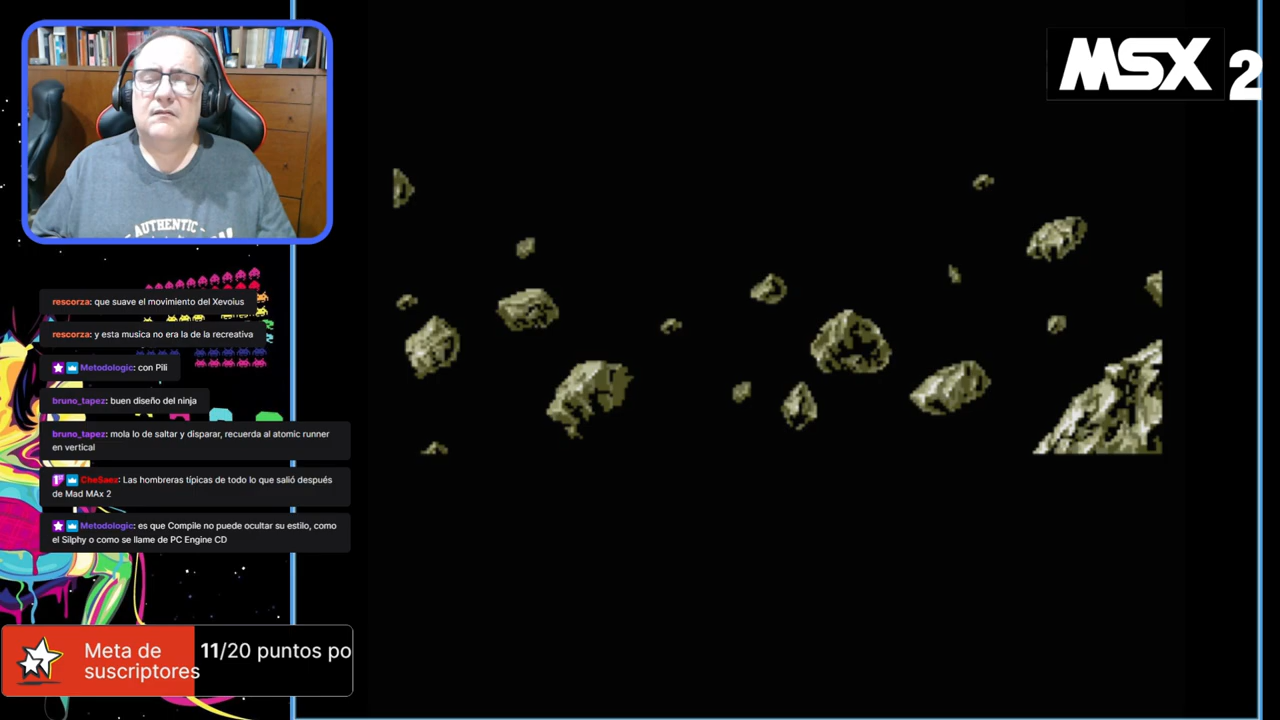 MSX 2
AUTHENTIC
rescorza: que suave el movimiento del Xevoius
rescorza: y esta musica no era la de la recreativa
Metodologic: con Pili
bruno_tapez: buen diseño del ninja
bruno_tapez: mola lo de saltar y disparar, recuerda al atomic runner
en vertical
CheSaez: Las hombreras típicas de todo lo que salió después
de Mad MAx 2
Metodologic: es que Compile no puede ocultar su estilo, como
el Silphy o como se llame de PC Engine CD
Meta de
suscriptores
11/20 puntos po